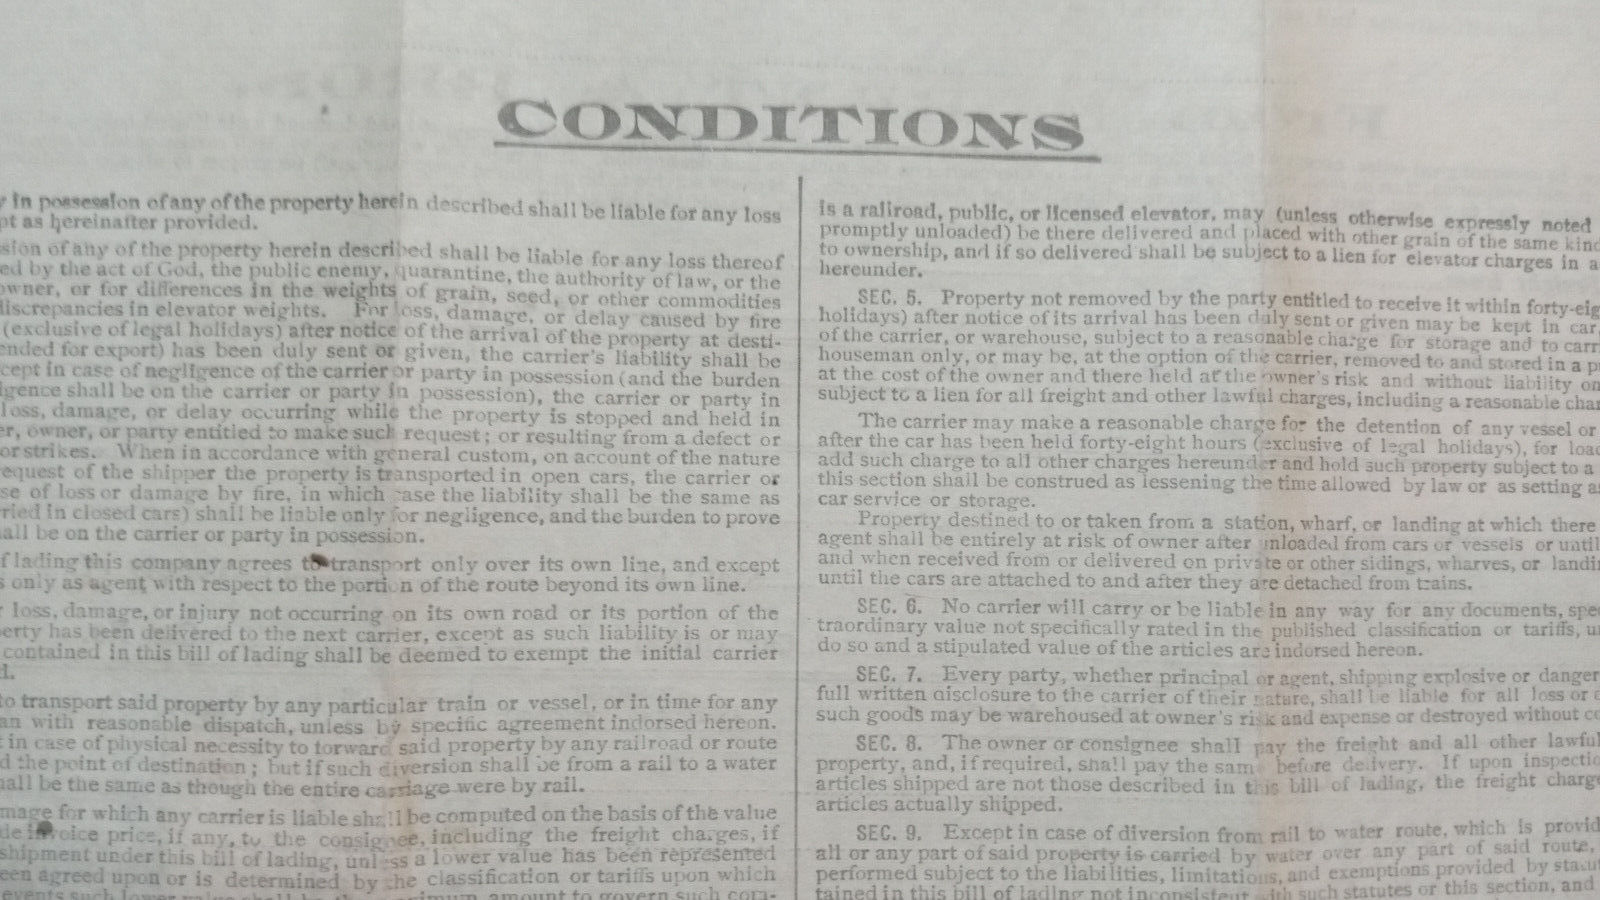 CONDITIONS
in possession of any of the property herein described shall be liable for any loss
as hereinafter provided.
of any of the property herein described shall be liable for any loss thereof
ed by the act of God, the public enemy, quarantine, the authority of law, or the
owner, or for differences in the weights of grain, seed, or other commodities
discrepancies in elevator weights. For loss, damage, or delay caused by fire
(exclusive of legal holidays) after notice of the arrival of the property at desti-
ended for export) has been duly sent or given, the carrier's liability shall be
cept in case of negligence of the carrier or party in possession (and the burden
ligence shall be on the carrier or party in possession), the carrier or party in
loss, damage, or delay occurring while the property is stopped and held in
er, owner, or party entitled to make such request; or resulting from a defect or
or strikes. When in accordance with general custom, on account of the nature
equest of the shipper the property is transported in open cars, the carrier or
se of loss or damage by fire, in which case the liability shall be the same as
ried in closed cars) shall be liable only for negligence, and the burden to prove
all be on the carrier or party in possession.
f lading this company agrees to transport only over its own line, and except
s only as agent with respect to the portion of the route beyond its own line.
loss, damage, or injury not occurring on its own road or its portion of the
erty has been delivered to the next carrier, except as such liability is or may
contained in this bill of lading shall be deemed to exempt the initial carrier
d.
to transport said property by any particular train or vessel, or in time for any
an with reasonable dispatch, unless by specific agreement indorsed hereon.
in case of physical necessity to forward said property by any railroad or route
d the point of destination; but if such diversion shall be from a rail to a water
all be the same as though the entire carriage were by rail.
mage for which any carrier is liable shall be computed on the basis of the value
de invoice price, if any, to the consignee, including the freight charges, if
shipment under this bill of lading, unless a lower value has been represented
een agreed upon or is determined by the classification or tariffs upon which
events such lower value shall be the maximum amount to govern such com-
is a railroad, public, or licensed elevator, may (unless otherwise expressly noted
promptly unloaded) be there delivered and placed with other grain of the same kind
to ownership, and if so delivered shall be subject to a lien for elevator charges in a
hereunder.
SEC. 5. Property not removed by the party entitled to receive it within forty-eig
holidays) after notice of its arrival has been duly sent or given may be kept in car,
of the carrier, or warehouse, subject to a reasonable charge for storage and to carr
houseman only, or may be, at the option of the carrier, removed to and stored in a p
at the cost of the owner and there held at the owner's risk and without liability on
subject to a lien for all freight and other lawful charges, including a reasonable cha
The carrier may make a reasonable charge for the detention of any vessel or
after the car has been held forty-eight hours (exclusive of legal holidays), for loa
add such charge to all other charges hereunder and hold such property subject to a
this section shall be construed as lessening the time allowed by law or as setting a
car service or storage.
Property destined to or taken from a station, wharf, or landing at which there
agent shall be entirely at risk of owner after unloaded from cars or vessels or until
and when received from or delivered on private or other sidings, wharves, or landi
until the cars are attached to and after they are detached from trains.
SEC. 6. No carrier will carry or be liable in any way for any documents, spe
traordinary value not specifically rated in the published classification or tariffs, u
do so and a stipulated value of the articles are indorsed hereon.
SEC. 7. Every party, whether principal or agent, shipping explosive or danger
full written disclosure to the carrier of their nature, shall be liable for all loss or
such goods may be warehoused at owner's risk and expense or destroyed without co
SEC. 8. The owner or consignee shall pay the freight and all other lawful
property, and, if required, shall pay the same before delivery. If upon inspectio
articles shipped are not those described in this bill of lading, the freight charg
articles actually shipped.
SEC. 9. Except in case of diversion from rail to water route, which is provid
all or any part of said property is carried by water over any part of said route,
performed subject to the liabilities, limitations, and exemptions provided by statut
tained in this bill of lading not inconsistent with such statutes or this section, and